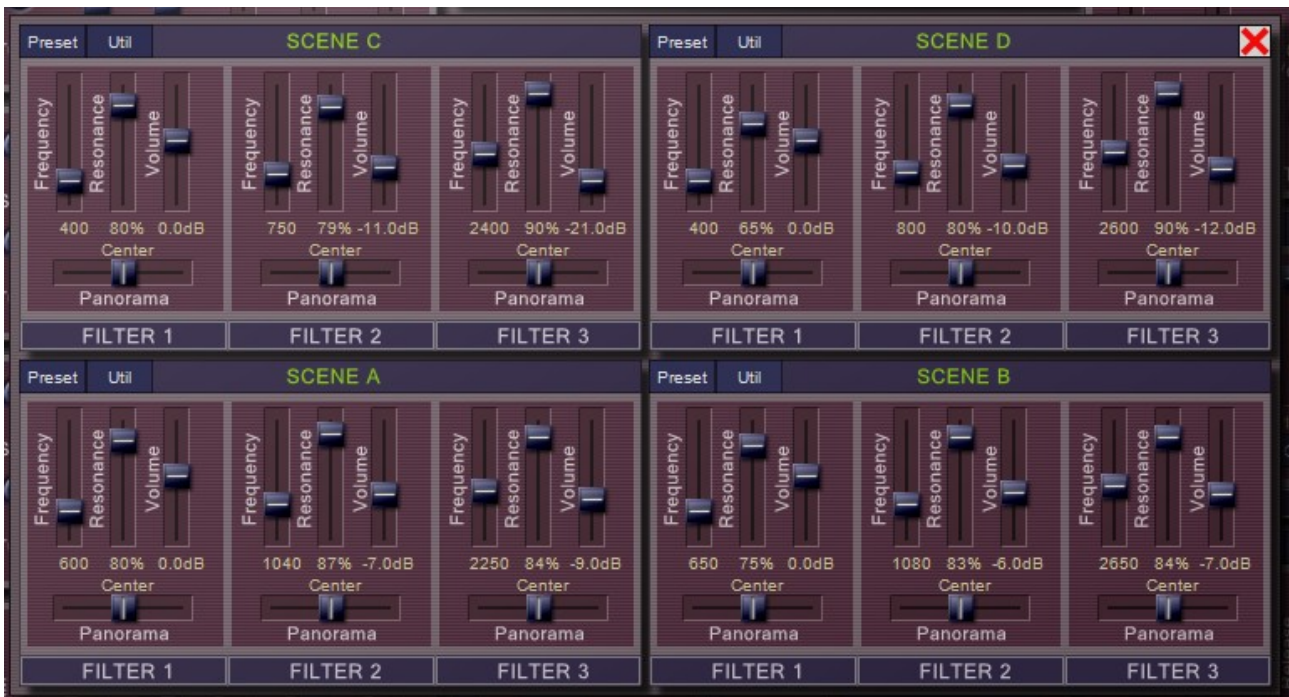 Preset Util SCENE C
Frequency Resonance Volume Frequency Resonance Volume Frequency Resonance Volume
400 80% 0.0dB 750 79% -11.0dB 2400 90% -21.0dB
Center Center Center
Panorama Panorama Panorama
FILTER 1 FILTER 2 FILTER 3
Preset Util SCENE D
Frequency Resonance Volume Frequency Resonance Volume Frequency Resonance Volume
400 65% 0.0dB 800 80% -10.0dB 2600 90% -12.0dB
Center Center Center
Panorama Panorama Panorama
FILTER 1 FILTER 2 FILTER 3
Preset Util SCENE A
Frequency Resonance Volume Frequency Resonance Volume Frequency Resonance Volume
600 80% 0.0dB 1040 87% -7.0dB 2250 84% -9.0dB
Center Center Center
Panorama Panorama Panorama
FILTER 1 FILTER 2 FILTER 3
Preset Util SCENE B
Frequency Resonance Volume Frequency Resonance Volume Frequency Resonance Volume
650 75% 0.0dB 1080 83% -6.0dB 2650 84% -7.0dB
Center Center Center
Panorama Panorama Panorama
FILTER 1 FILTER 2 FILTER 3